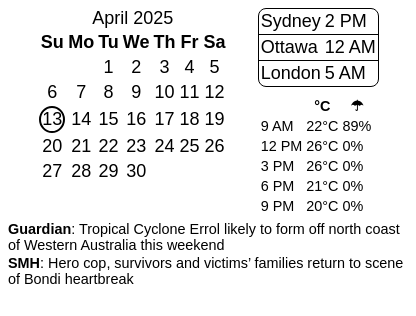 April 2025
Su Mo Tu We Th Fr Sa
1 2 3 4 5
6 7 8 9 10 11 12
13 14 15 16 17 18 19
20 21 22 23 24 25 26
27 28 29 30
Sydney 2 PM
Ottawa 12 AM
London 5 AM
°C ☂
9 AM 22°C 89%
12 PM 26°C 0%
3 PM 26°C 0%
6 PM 21°C 0%
9 PM 20°C 0%
Guardian: Tropical Cyclone Errol likely to form off north coast
of Western Australia this weekend
SMH: Hero cop, survivors and victims’ families return to scene
of Bondi heartbreak